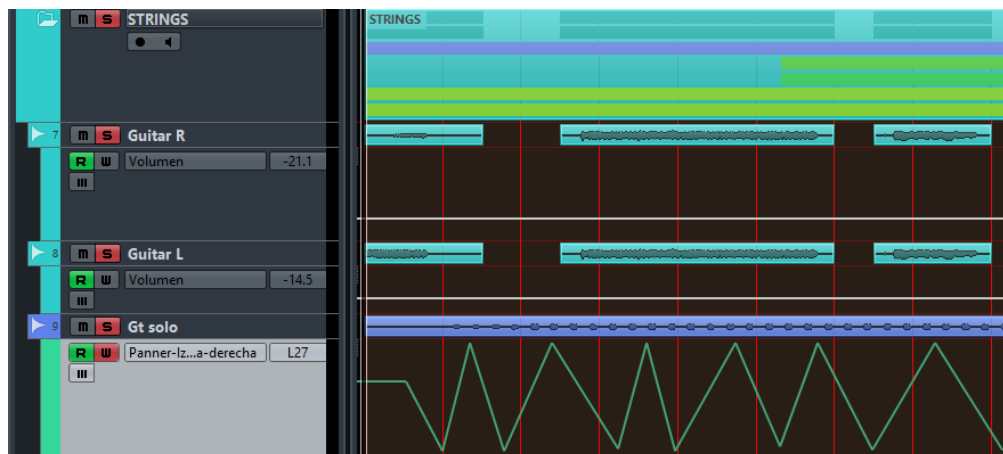 m S STRINGS
STRINGS
7 m S Guitar R
R W Volumen -21.1
8 m S Guitar L
R W Volumen -14.5
9 m S Gt solo
R W Panner-Iz...a-derecha L27